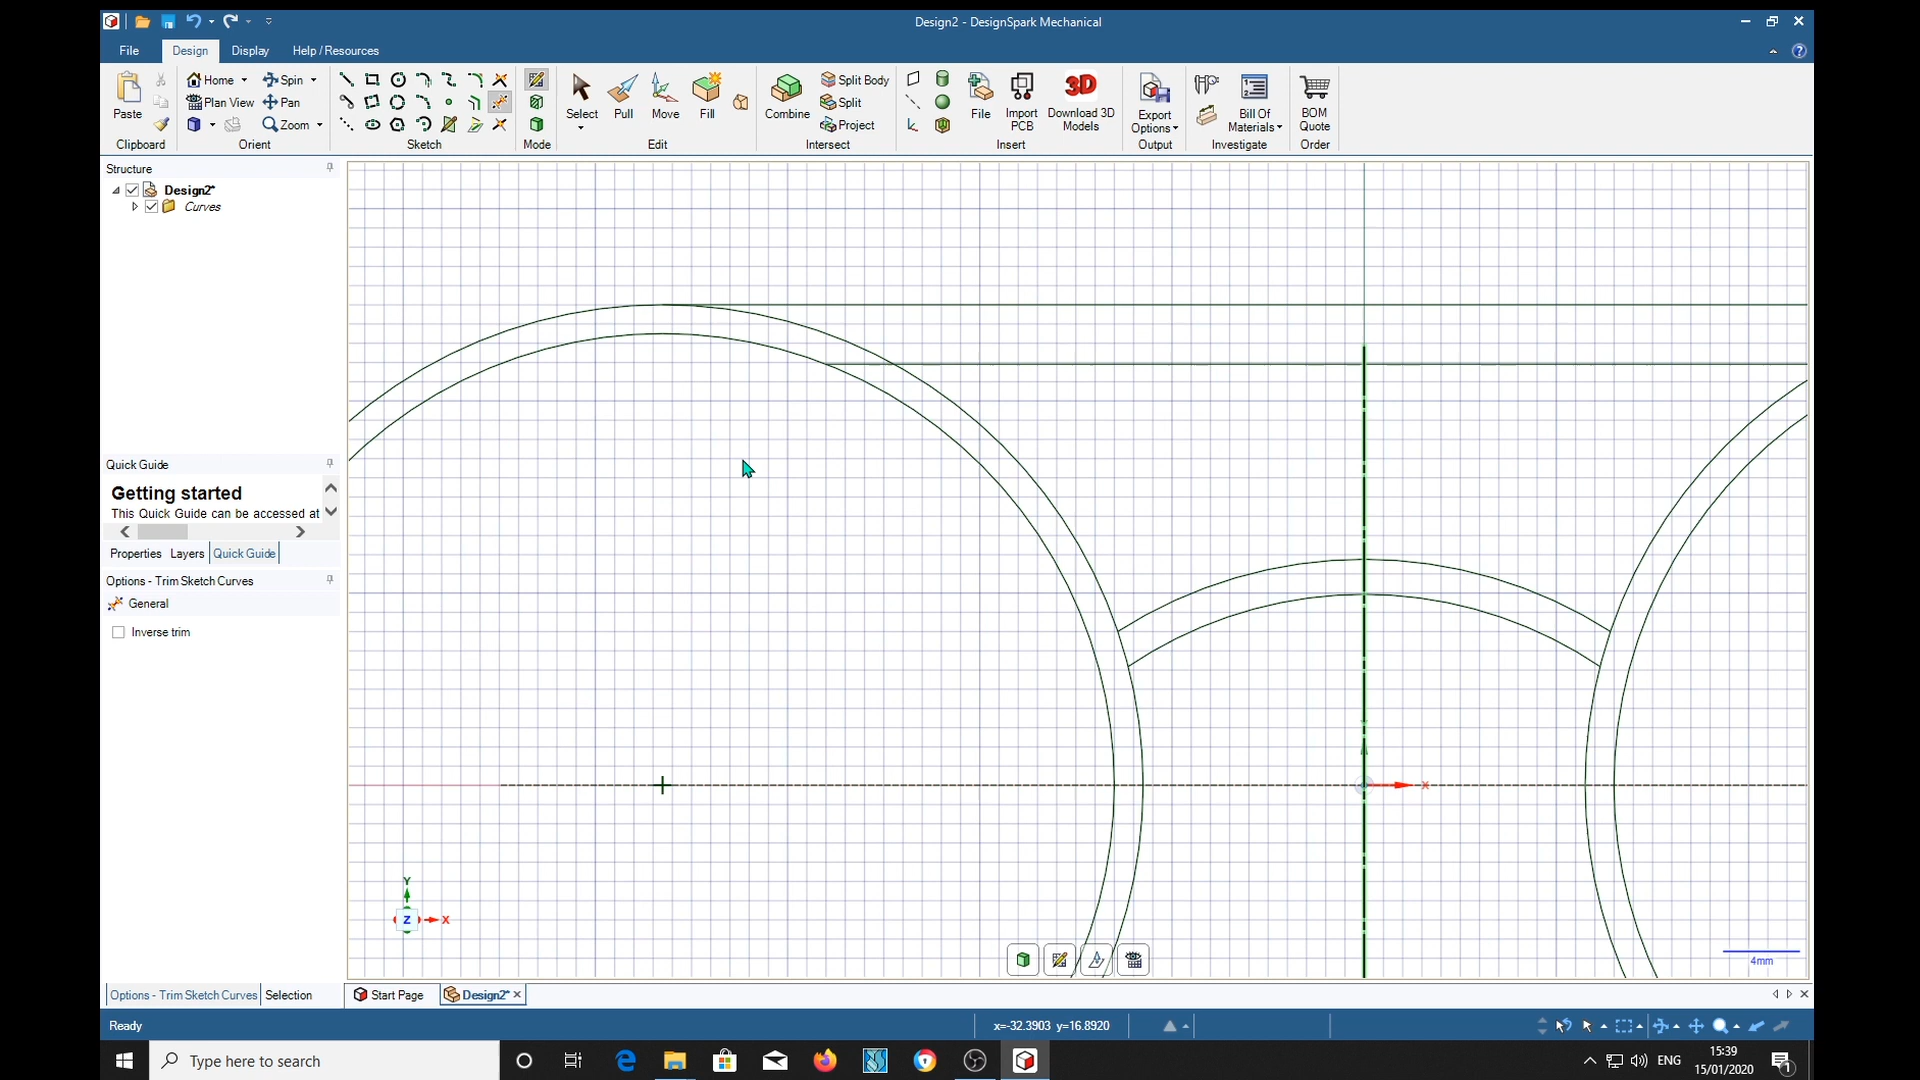 Design2 - DesignSpark Mechanical
File Design Display Help / Resources
Home Spin
Plan View Pan
Zoom
Paste
Clipboard Orient Sketch Mode
Select Pull Move Fill
Edit
Combine Split Body
Split
Project
Intersect
File Import PCB Download 3D Models
3D
Insert
Export Options
Output
Bill Of Materials
Investigate
BOM Quote
Order
Structure
Design2*
Curves
Quick Guide
Getting started
This Quick Guide can be accessed at
Properties Layers Quick Guide
Options - Trim Sketch Curves
General
Inverse trim
X
Y
Z X
4mm
Options - Trim Sketch Curves Selection Start Page Design2*
Ready x=-32.3903 y=16.8920
Type here to search
ENG
15:39
15/01/2020
1